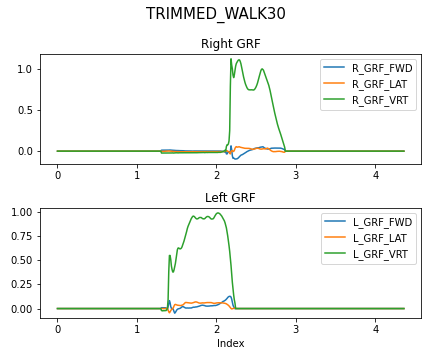 TRIMMED_WALK30
Right GRF
1.0
0.5
0.0
R_GRF_FWD
R_GRF_LAT
R_GRF_VRT
0 1 2 3 4
Left GRF
1.00
0.75
0.50
0.25
0.00
L_GRF_FWD
L_GRF_LAT
L_GRF_VRT
0 1 2 3 4
Index